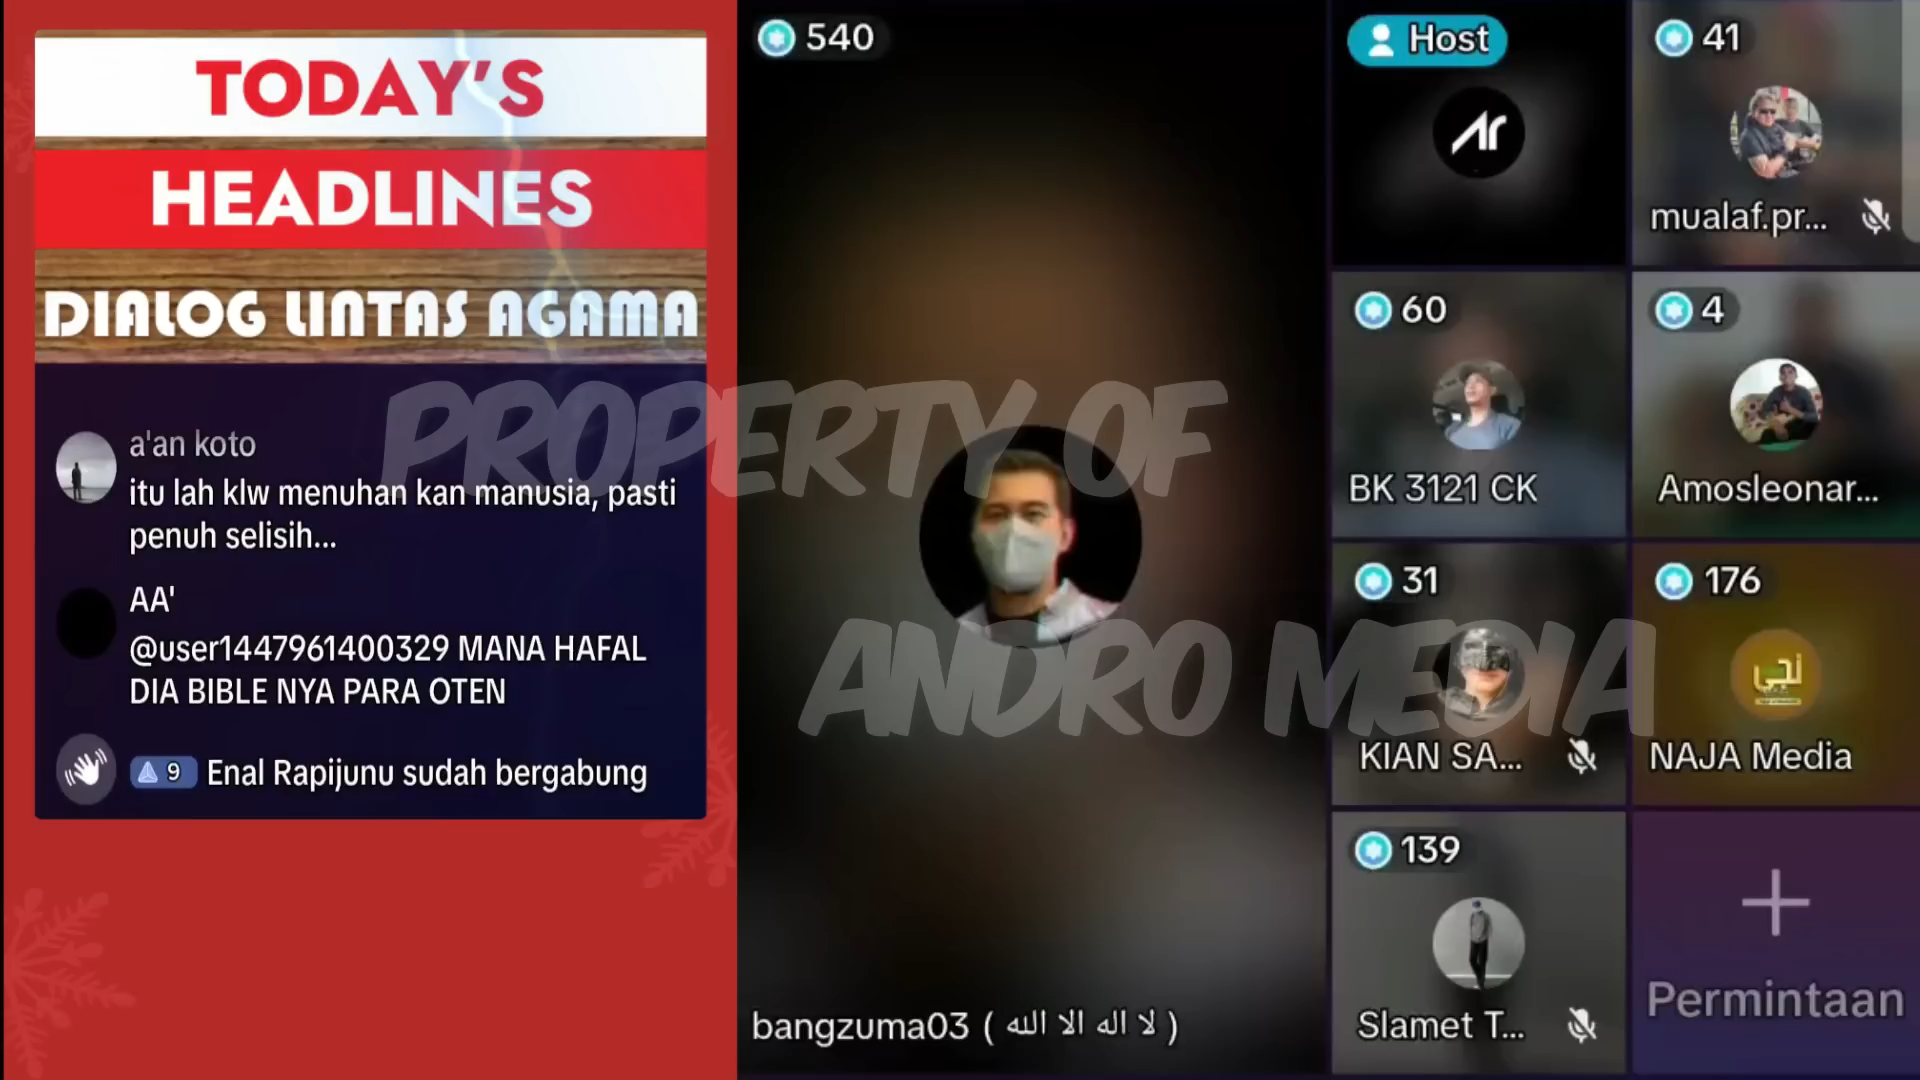 TODAY'S
HEADLINES
DIALOG LINTAS AGAMA
a'an koto
itu lah klw menuhan kan manusia, pasti
penuh selisih...
AA'
@user1447961400329 MANA HAFAL
DIA BIBLE NYA PARA OTEN
9 Enal Rapijunu sudah bergabung
540
bangzuma03 ( لا اله الا الله )
Host
Ar
41
mualaf.pr...
60
BK 3121 CK
4
Amosleonar...
31
KIAN SA...
176
نجى
NAJA Media
139
Slamet T...
Permintaan
PROPERTY OF
ANDRO MEDIA